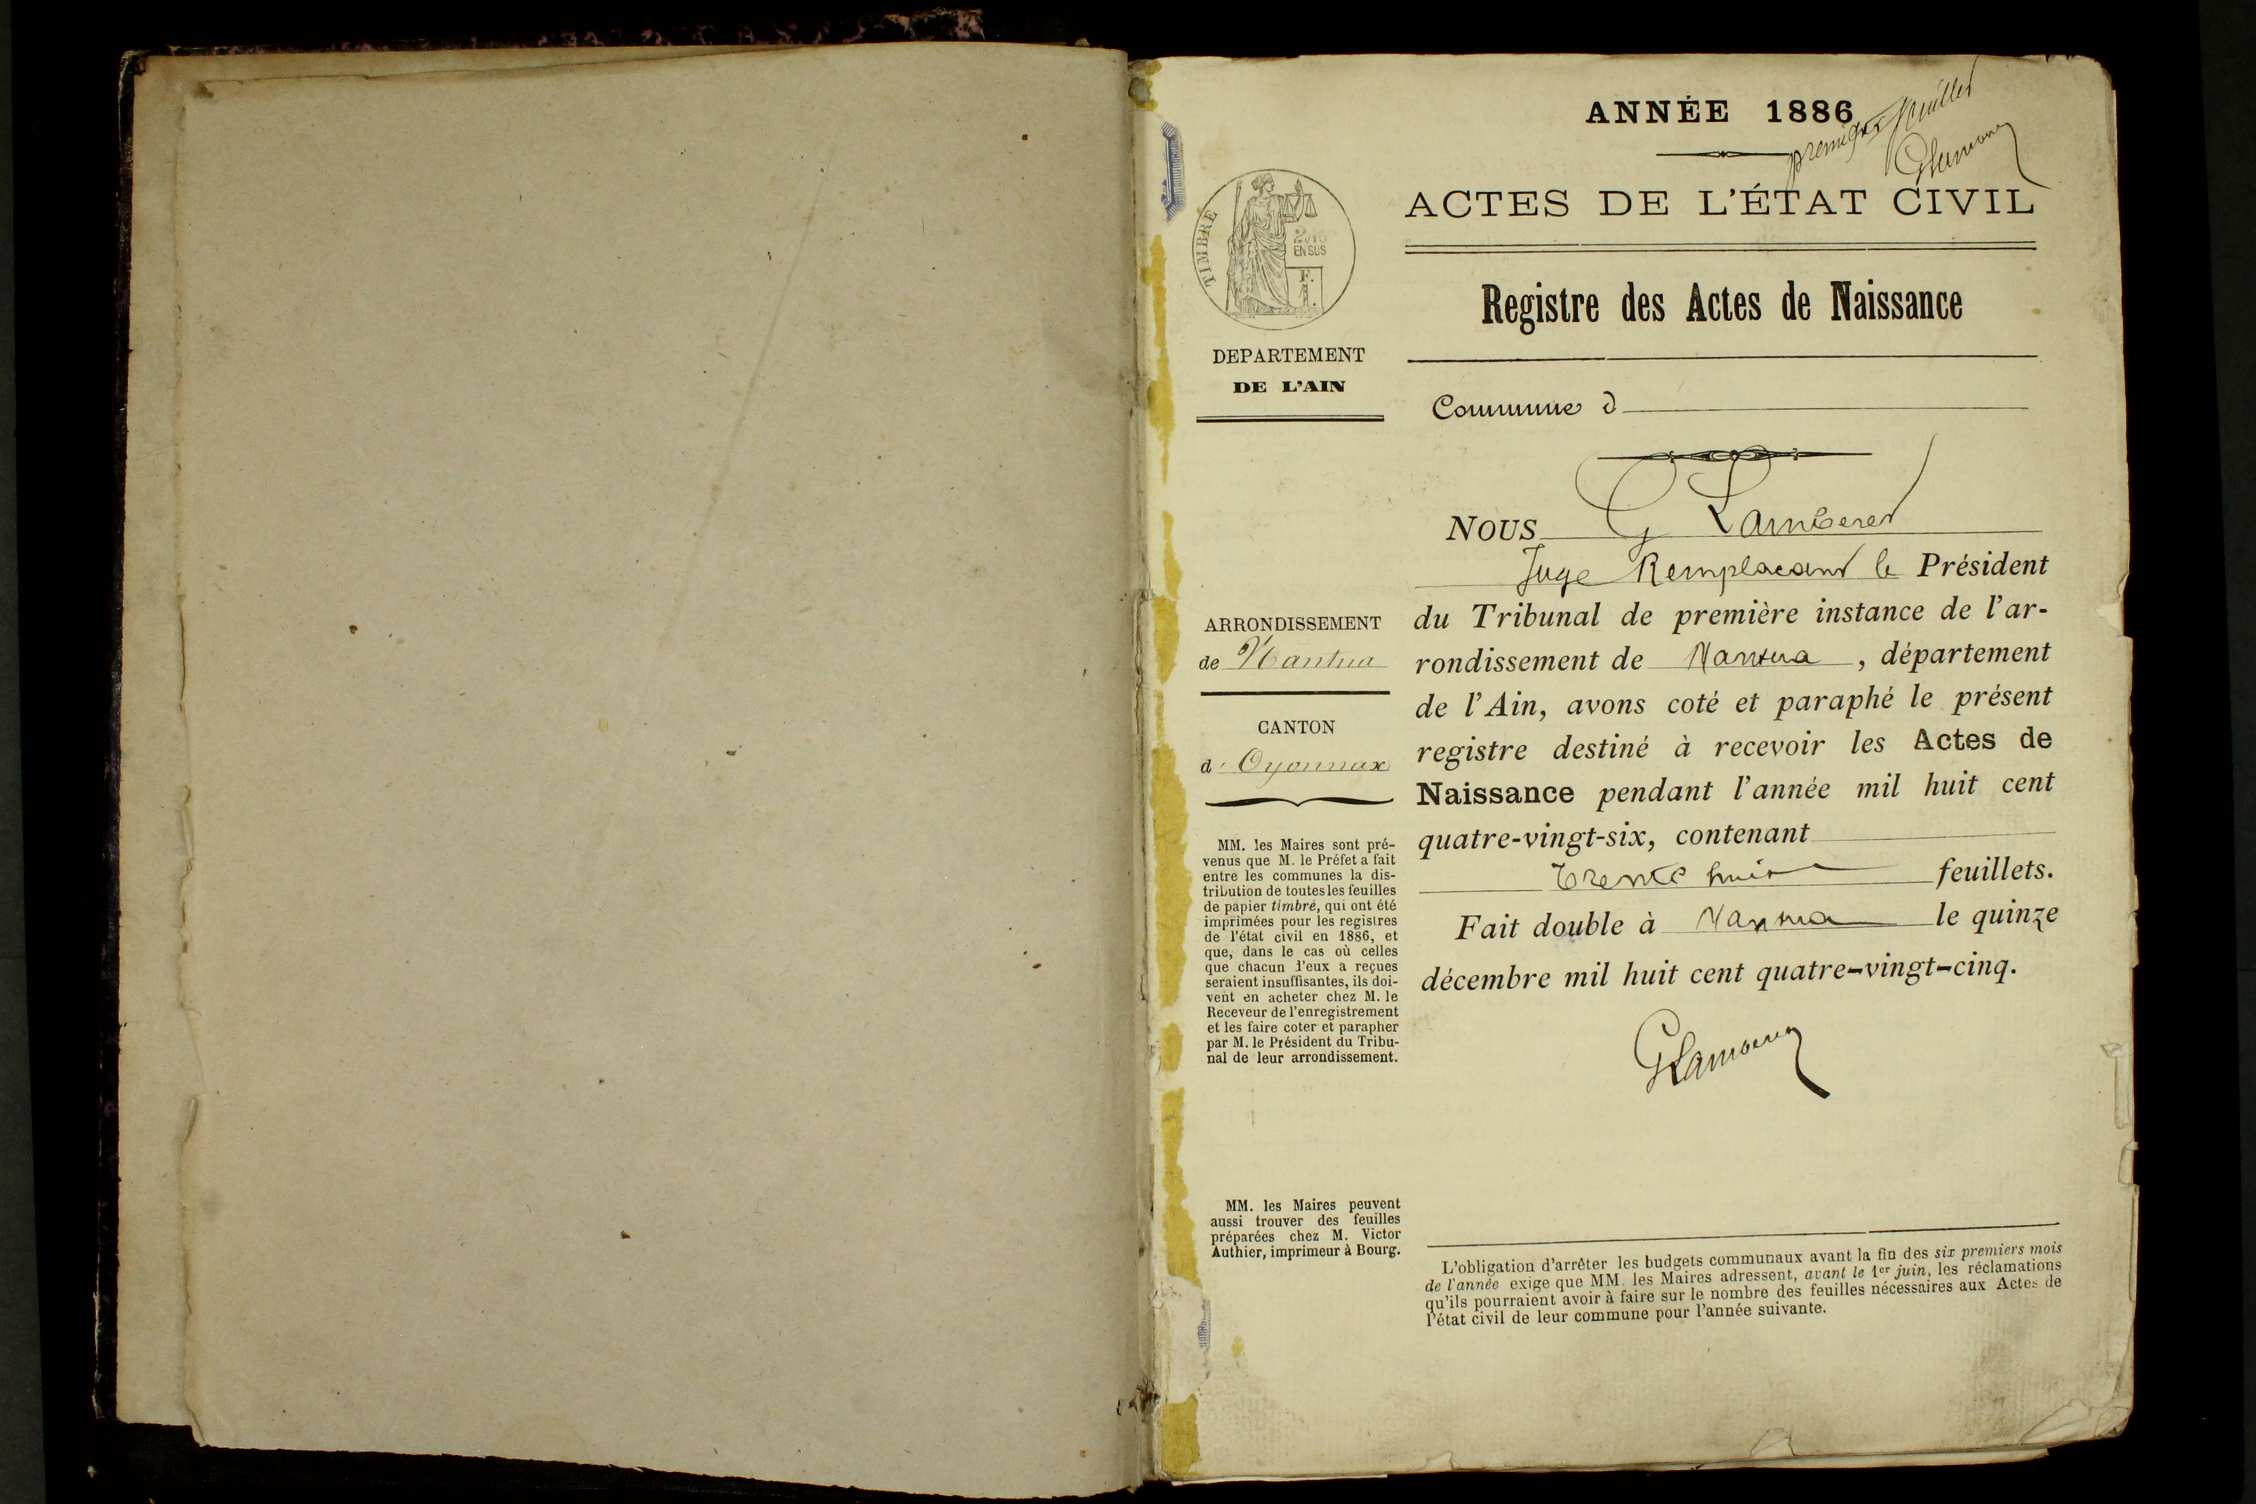 ANNÉE 1886
premier feuillet
ACTES DE L'ÉTAT CIVIL
TIMBRE
2/10
EN SUS
Registre des Actes de Naissance
DEPARTEMENT
DE L'AIN
Commune d
NOUS G
Juge Remplaçant le Président
du Tribunal de première instance de l'ar-
rondissement de Nantua, département
de l'Ain, avons coté et paraphé le présent
registre destiné à recevoir les Actes de
Naissance pendant l'année mil huit cent
quatre-vingt-six, contenant
trente huit feuillets.
Fait double à Nantua le quinze
décembre mil huit cent quatre-vingt-cinq.
ARRONDISSEMENT
de Nantua
CANTON
d' Oyonnax
MM. les Maires sont pré-
venus que M. le Préfet a fait
entre les communes la dis-
tribution de toutes les feuilles
de papier timbré, qui ont été
imprimées pour les registres
de l'état civil en 1886, et
que, dans le cas où celles
que chacun d'eux a reçues
seraient insuffisantes, ils doi-
vent en acheter chez M. le
Receveur de l'enregistrement
et les faire coter et parapher
par M. le Président du Tribu-
nal de leur arrondissement.
MM. les Maires peuvent
aussi trouver des feuilles
préparées chez M. Victor
Authier, imprimeur à Bourg.
L'obligation d'arrêter les budgets communaux avant la fin des six premiers mois
de l'année exige que MM. les Maires adressent, avant le 1er juin, les réclamations
qu'ils pourraient avoir à faire sur le nombre des feuilles nécessaires aux Actes de
l'état civil de leur commune pour l'année suivante.